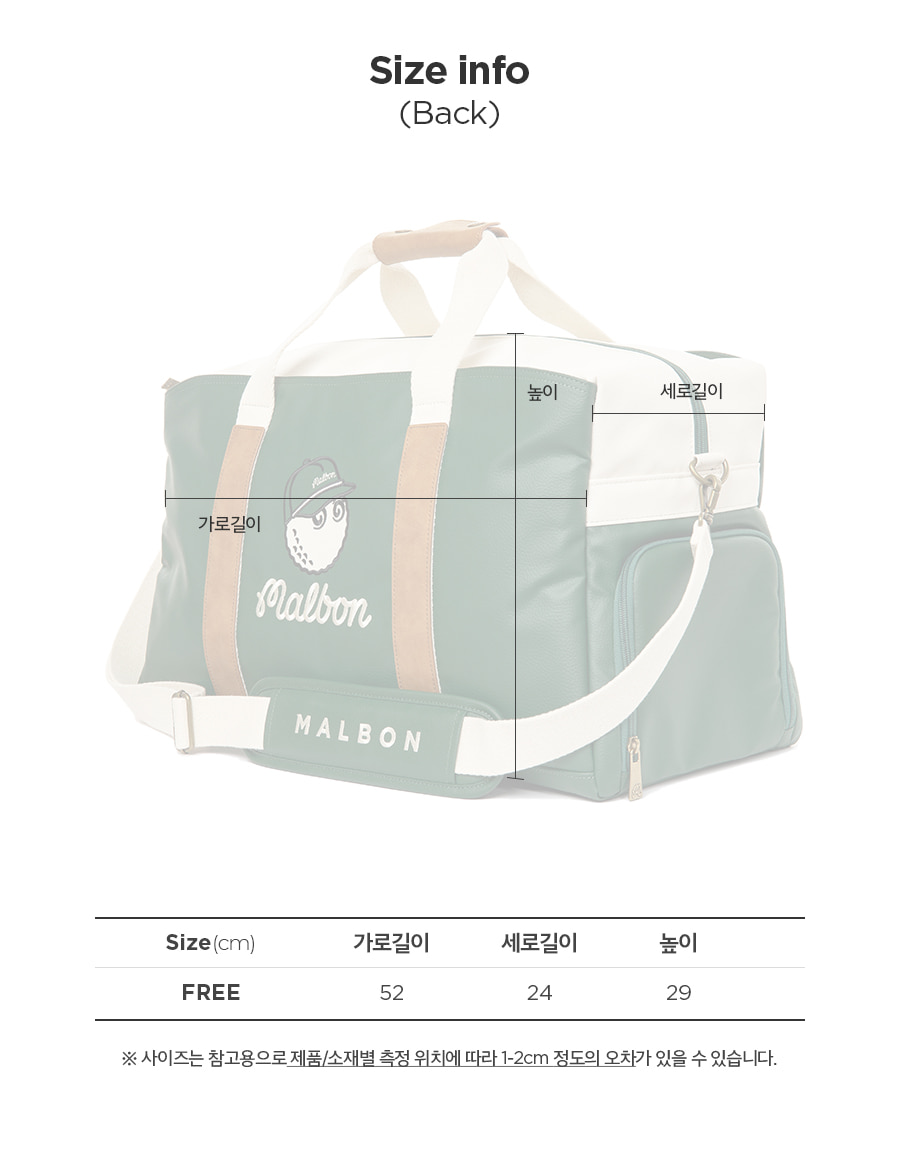 Size info
(Back)
높이
세로길이
Malbon
가로길이
Malbon
MALBON
Size(cm) 가로길이 세로길이 높이
FREE 52 24 29
※ 사이즈는 참고용으로 제품/소재별 측정 위치에 따라 1-2cm 정도의 오차가 있을 수 있습니다.